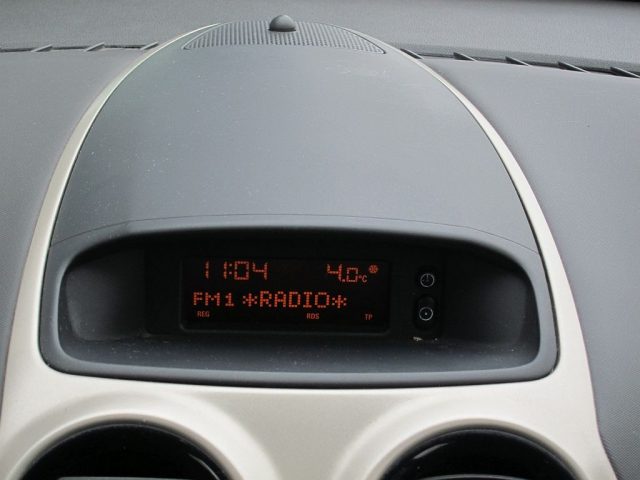 11:04 4.0°C
FM1 *RADIO*
REG RDS TP